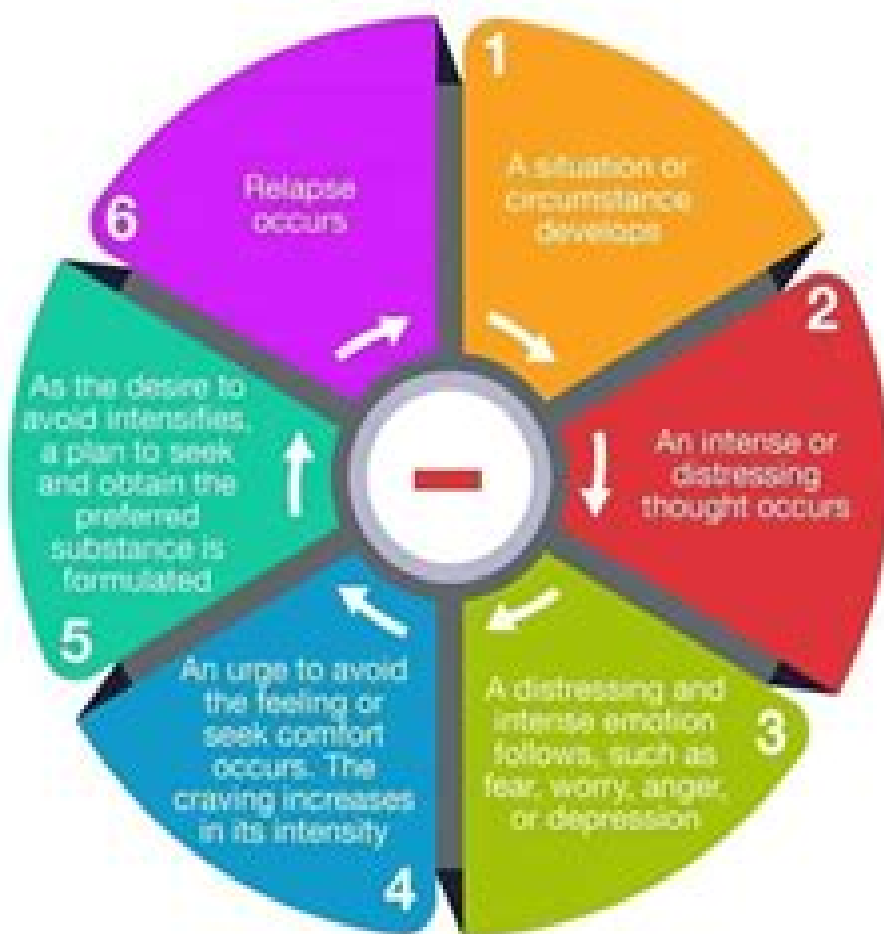 1
A situation or
circumstance
develops
2
An intense or
distressing
thought occurs
3
A distressing and
intense emotion
follows, such as
fear, worry, anger,
or depression
4
An urge to avoid
the feeling or
seek comfort
occurs. The
craving increases
in its intensity
5
As the desire to
avoid intensifies,
a plan to seek
and obtain the
preferred
substance is
formulated
6
Relapse
occurs